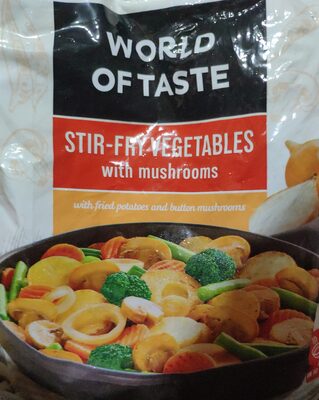 WORLD
OF TASTE
STIR-FRY VEGETABLES
with mushrooms
with fried potatoes and button mushrooms